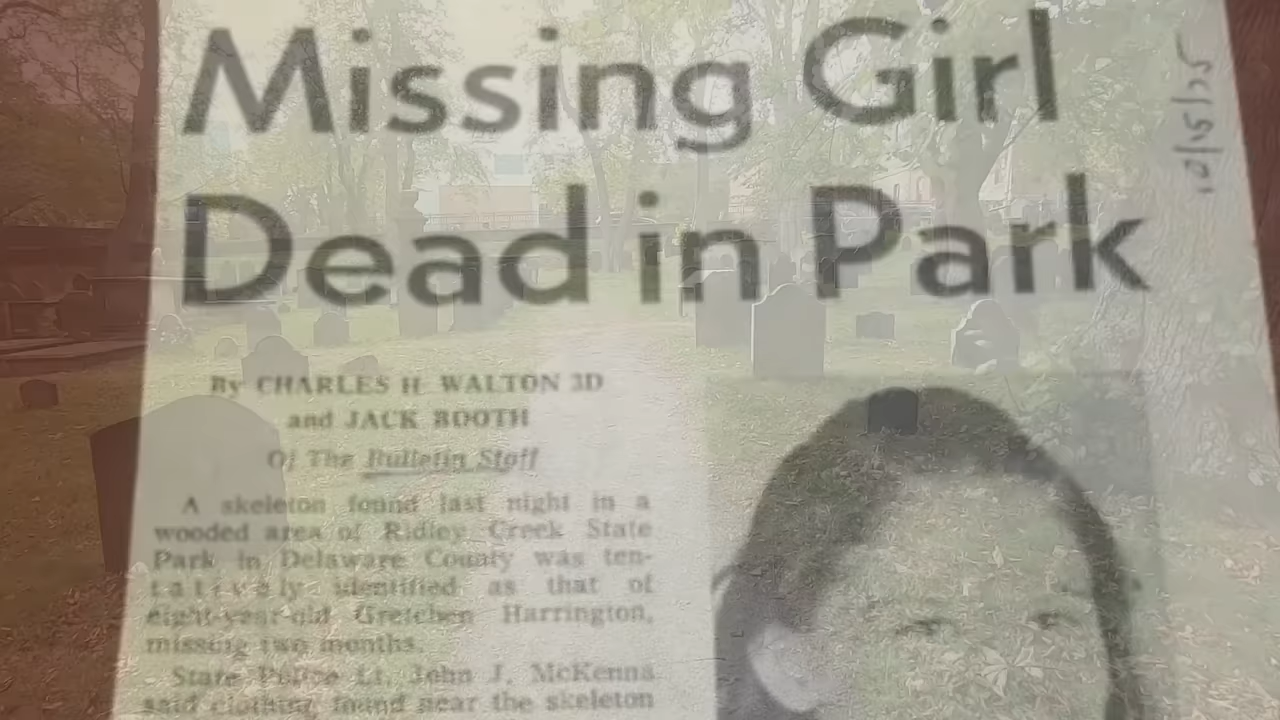 Missing Girl
Dead in Park
10/15/75
By CHARLES H. WALTON 3D
and JACK BOOTH
Of The Bulletin Staff
A skeleton found last night in a
wooded area of Ridley Creek State
Park in Delaware County was ten-
tatively identified as that of
eight-year-old Gretchen Harrington,
missing two months.
State Police Lt. John J. McKenna
said clothing found near the skeleton